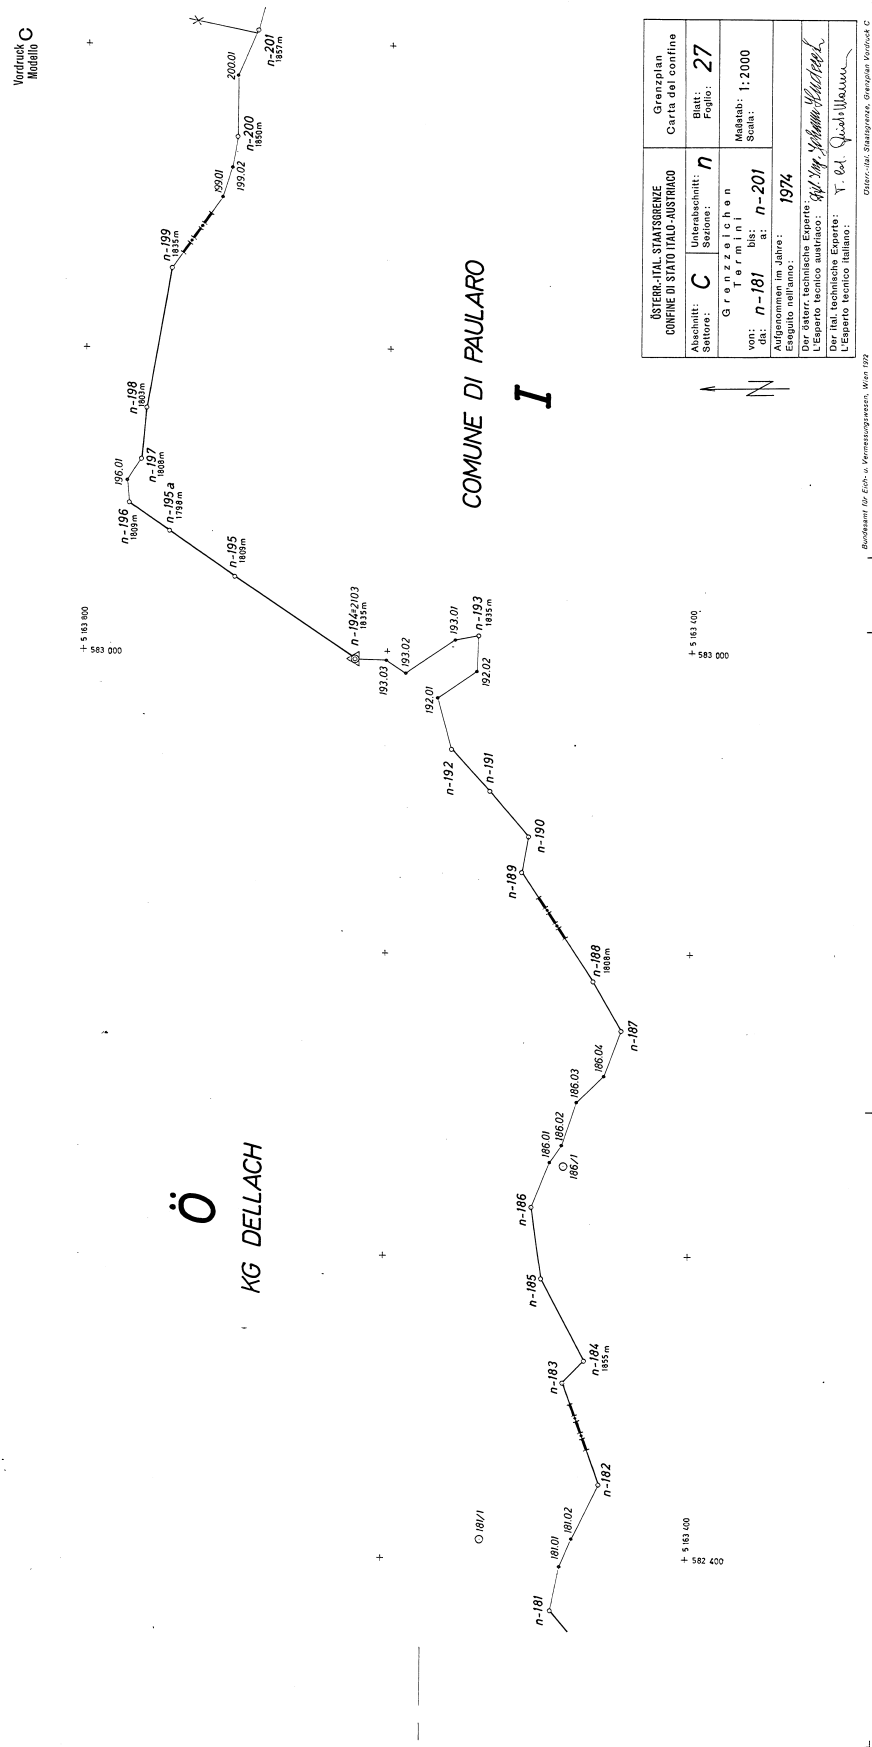 Vordruck C
Modello
ÖSTERR.-ITAL. STAATSGRENZE
CONFINE DI STATO ITALO-AUSTRIACO
Grenzplan
Carta del confine
Abschnitt: C
Settore:
Unterabschnitt: n
Sezione:
Blatt: 27
Foglio:
Grenzzeichen
Termini
von: n-181 bis: n-201
da: a:
Maßstab: 1:2000
Scala:
Aufgenommen im Jahre: 1974
Eseguito nell'anno:
Der österr. technische Experte:
L'Esperto tecnico austriaco:
Der ital. technische Experte:
L'Esperto tecnico italiano:
Bundesamt für Eich- u. Vermessungswesen, Wien 1972
Österr.-ital. Staatsgrenze, Grenzplan Vordruck C
N
Ö
KG DELLACH
COMUNE DI PAULARO
I
n-181
181.01
181.02
181/1
n-182
n-183
n-184
1855m
n-185
n-186
186.01
186/1
186.02
186.03
186.04
n-187
n-188
1808m
n-189
n-190
n-191
n-192
192.01
192.02
n-193
1835m
193.01
193.02
193.03
n-194≡2103
1835m
n-195
1809m
n-195a
1798m
n-196
1809m
196.01
n-197
1808m
n-198
1803m
n-199
1835m
199.01
199.02
n-200
1850m
200.01
n-201
1857m
5 163 800
583 000
5 163 400
583 000
5 163 400
582 400